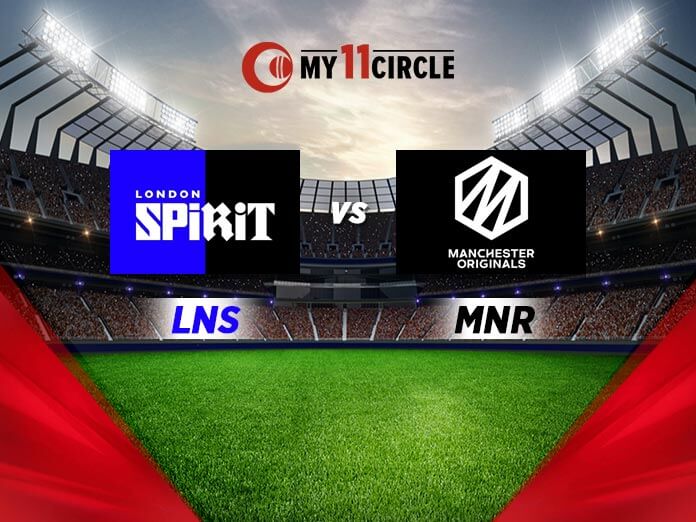 MY11CIRCLE
LONDON
SPiRiT
vs
MANCHESTER
ORIGINALS
LNS
MNR